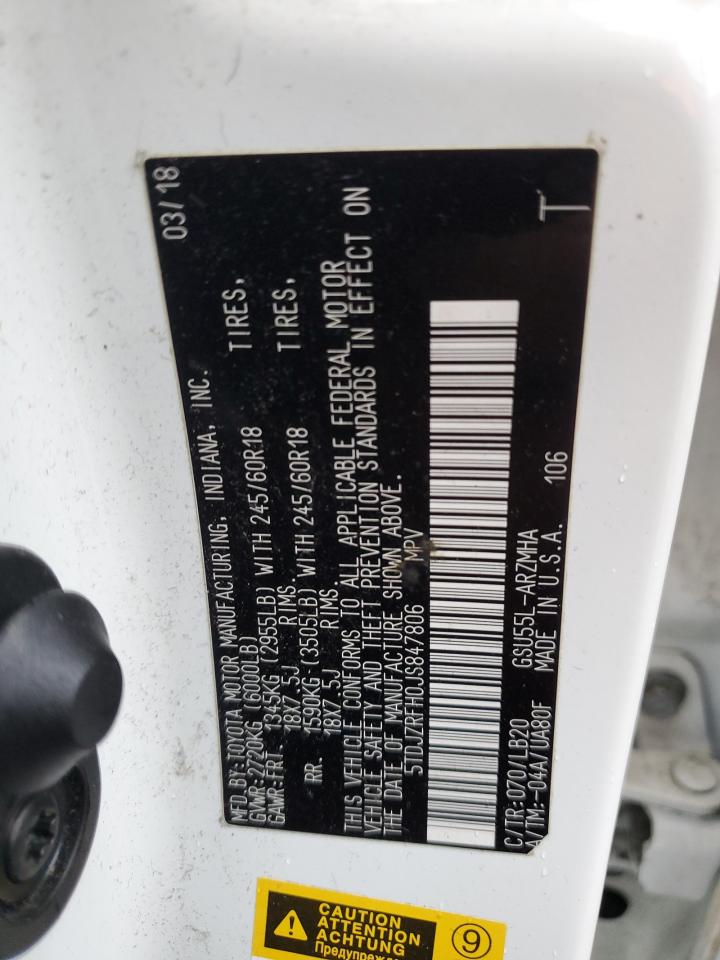 MFD BY:TOYOTA MOTOR MANUFACTURING, INDIANA, INC. 03/18
GVWR:2720KG (6000LB)
GAWR:FRT 1345KG (2955LB) WITH 245/60R18 TIRES,
18X7.5J RIMS.
RR. 1590KG (3505LB) WITH 245/60R18 TIRES,
18X7.5J RIMS.
THIS VEHICLE CONFORMS TO ALL APPLICABLE FEDERAL MOTOR
VEHICLE SAFETY AND THEFT PREVENTION STANDARDS IN EFFECT ON
THE DATE OF MANUFACTURE SHOWN ABOVE.
5TDJZRFH0JS847806 MPV
C/TR:070/LB20 GSU55L-ARZMHA
A/TM:-04A/UA80F MADE IN U.S.A. 106 T
CAUTION
ATTENTION
ACHTUNG
Предупрежде
9